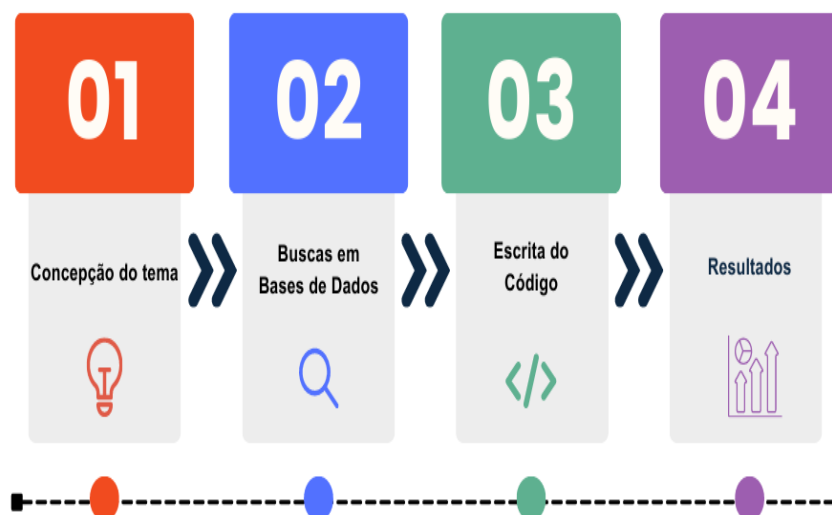 01
02
03
04
Concepção do tema
Buscas em
Bases de Dados
Escrita do
Código
Resultados